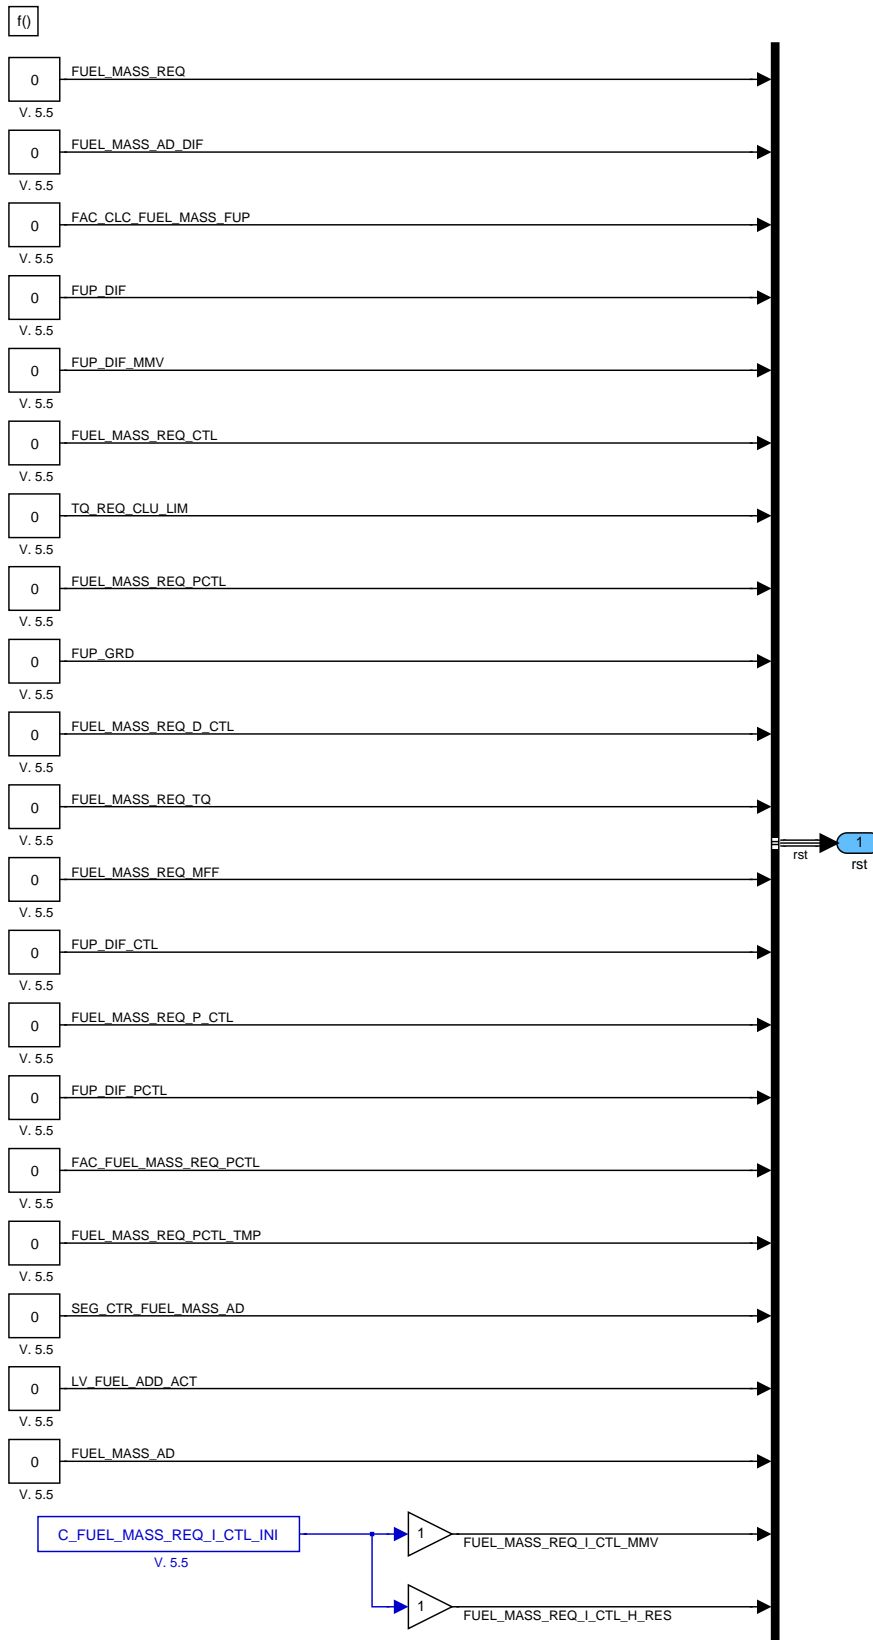 f()
FUEL_MASS_REQ
0
V. 5.5
FUEL_MASS_AD_DIF
0
V. 5.5
FAC_CLC_FUEL_MASS_FUP
0
V. 5.5
FUP_DIF
0
V. 5.5
FUP_DIF_MMV
0
V. 5.5
FUEL_MASS_REQ_CTL
0
V. 5.5
TQ_REQ_CLU_LIM
0
V. 5.5
FUEL_MASS_REQ_PCTL
0
V. 5.5
FUP_GRD
0
V. 5.5
FUEL_MASS_REQ_D_CTL
0
V. 5.5
FUEL_MASS_REQ_TQ
0
V. 5.5
1
rst
rst
FUEL_MASS_REQ_MFF
0
V. 5.5
FUP_DIF_CTL
0
V. 5.5
FUEL_MASS_REQ_P_CTL
0
V. 5.5
FUP_DIF_PCTL
0
V. 5.5
FAC_FUEL_MASS_REQ_PCTL
0
V. 5.5
FUEL_MASS_REQ_PCTL_TMP
0
V. 5.5
SEG_CTR_FUEL_MASS_AD
0
V. 5.5
LV_FUEL_ADD_ACT
0
V. 5.5
FUEL_MASS_AD
0
V. 5.5
C_FUEL_MASS_REQ_I_CTL_INI
V. 5.5
1
FUEL_MASS_REQ_I_CTL_MMV
1
FUEL_MASS_REQ_I_CTL_H_RES